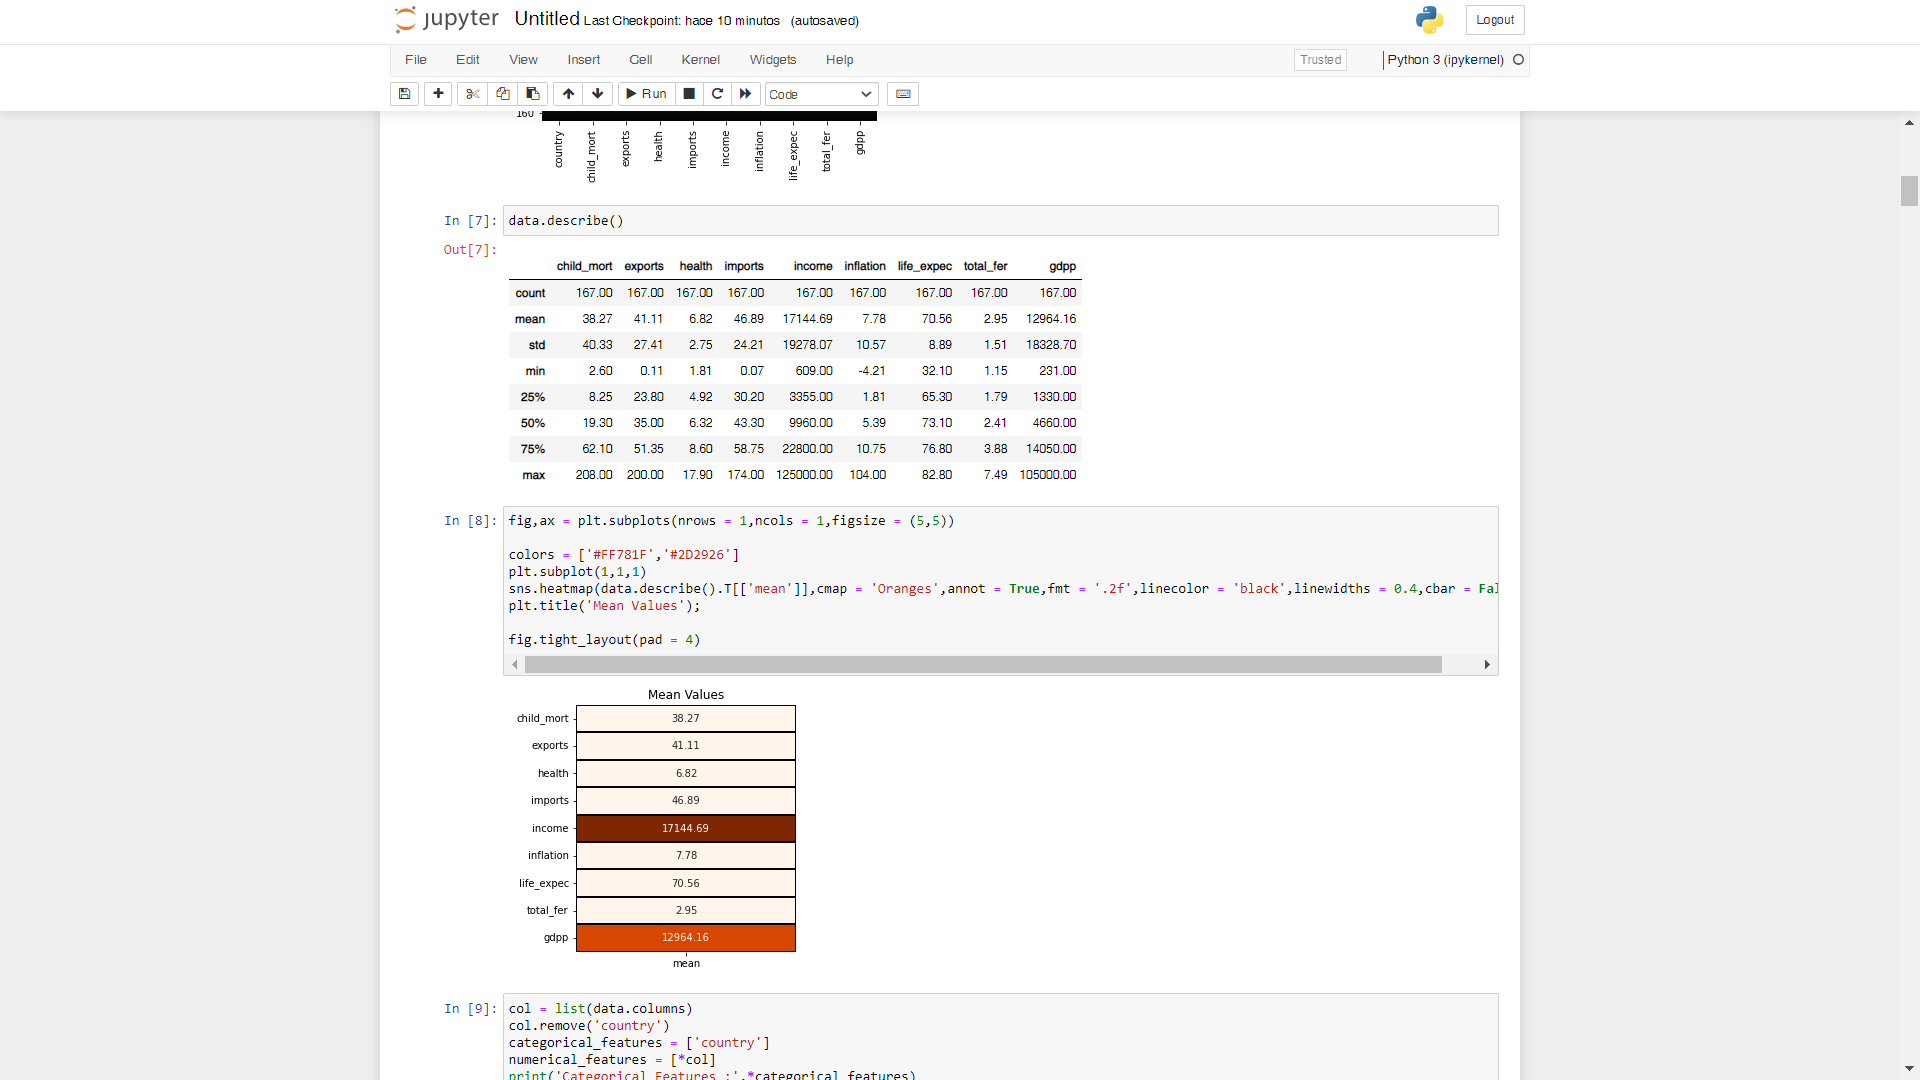 jupyter Untitled Last Checkpoint: hace 10 minutos (autosaved) Logout
File Edit View Insert Cell Kernel Widgets Help Trusted Python 3 (ipykernel)
Run Code
160
country child_mort exports health imports income inflation life_expec total_fer gdpp
In [7]: data.describe()
Out[7]:
child_mort exports health imports income inflation life_expec total_fer gdpp
count 167.00 167.00 167.00 167.00 167.00 167.00 167.00 167.00 167.00
mean 38.27 41.11 6.82 46.89 17144.69 7.78 70.56 2.95 12964.16
std 40.33 27.41 2.75 24.21 19278.07 10.57 8.89 1.51 18328.70
min 2.60 0.11 1.81 0.07 609.00 -4.21 32.10 1.15 231.00
25% 8.25 23.80 4.92 30.20 3355.00 1.81 65.30 1.79 1330.00
50% 19.30 35.00 6.32 43.30 9960.00 5.39 73.10 2.41 4660.00
75% 62.10 51.35 8.60 58.75 22800.00 10.75 76.80 3.88 14050.00
max 208.00 200.00 17.90 174.00 125000.00 104.00 82.80 7.49 105000.00
In [8]: fig,ax = plt.subplots(nrows = 1,ncols = 1,figsize = (5,5))
colors = ['#FF781F','#2D2926']
plt.subplot(1,1,1)
sns.heatmap(data.describe().T[['mean']],cmap = 'Oranges',annot = True,fmt = '.2f',linecolor = 'black',linewidths = 0.4,cbar = Fal
plt.title('Mean Values');
fig.tight_layout(pad = 4)
Mean Values
child_mort 38.27
exports 41.11
health 6.82
imports 46.89
income 17144.69
inflation 7.78
life_expec 70.56
total_fer 2.95
gdpp 12964.16
mean
In [9]: col = list(data.columns)
col.remove('country')
categorical_features = ['country']
numerical_features = [*col]
print('Categorical Features :',*categorical_features)